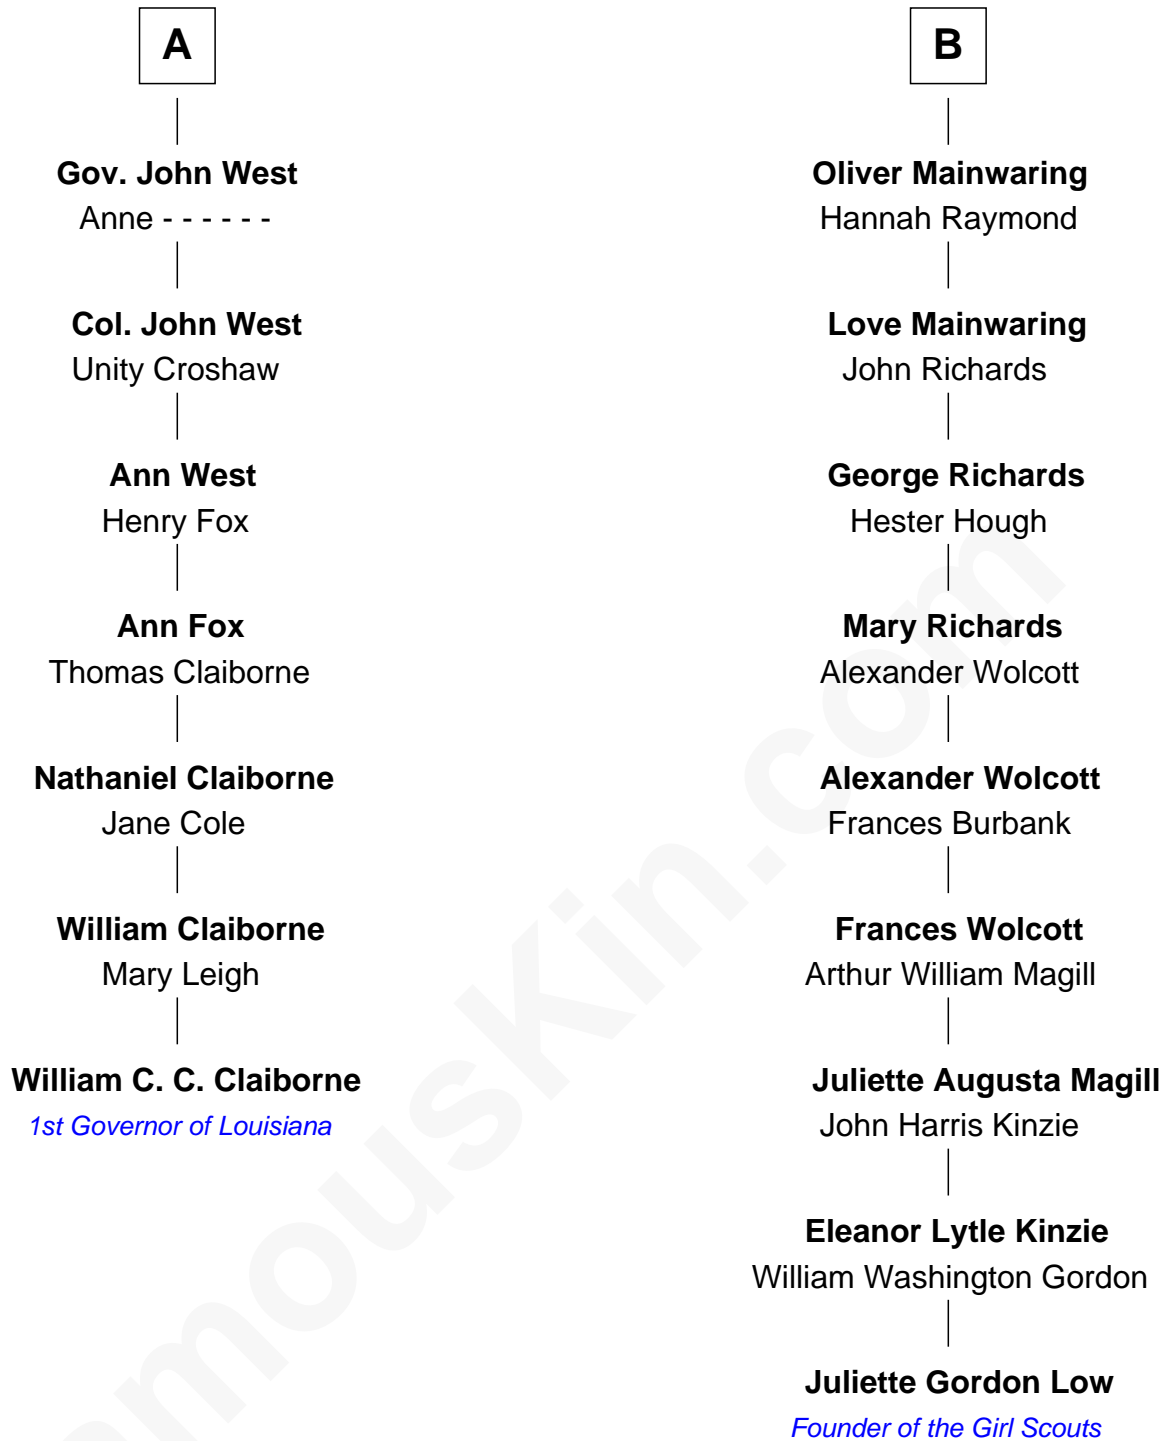 A
Gov. John West
Anne - - - - - -
Col. John West
Unity Croshaw
Ann West
Henry Fox
Ann Fox
Thomas Claiborne
Nathaniel Claiborne
Jane Cole
William Claiborne
Mary Leigh
William C. C. Claiborne
1st Governor of Louisiana
B
Oliver Mainwaring
Hannah Raymond
Love Mainwaring
John Richards
George Richards
Hester Hough
Mary Richards
Alexander Wolcott
Alexander Wolcott
Frances Burbank
Frances Wolcott
Arthur William Magill
Juliette Augusta Magill
John Harris Kinzie
Eleanor Lytle Kinzie
William Washington Gordon
Juliette Gordon Low
Founder of the Girl Scouts
amousKin.com